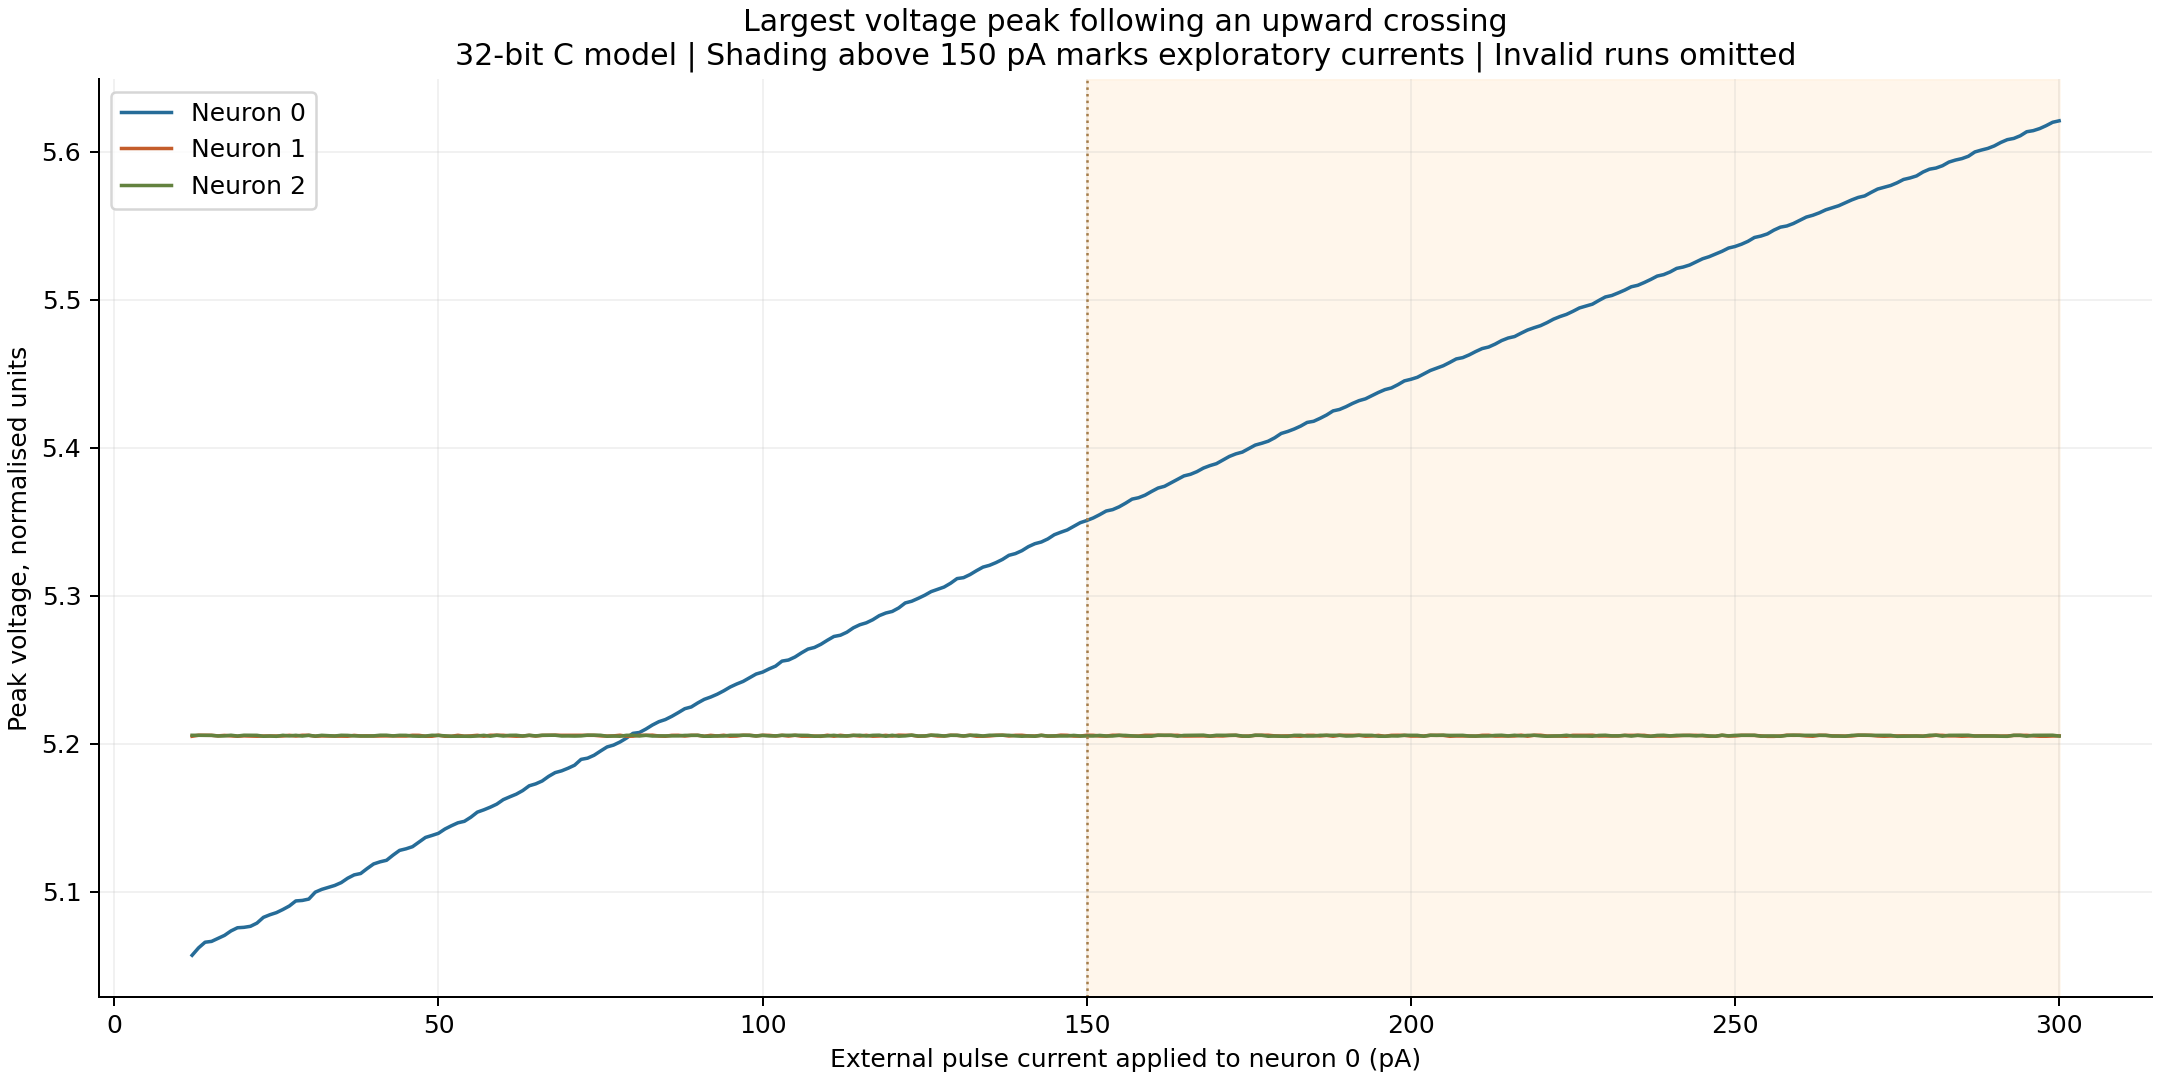 Largest voltage peak following an upward crossing
32-bit C model | Shading above 150 pA marks exploratory currents | Invalid runs omitted
Neuron 0
Neuron 1
Neuron 2
Peak voltage, normalised units
5.6
5.5
5.4
5.3
5.2
5.1
0 50 100 150 200 250 300
External pulse current applied to neuron 0 (pA)